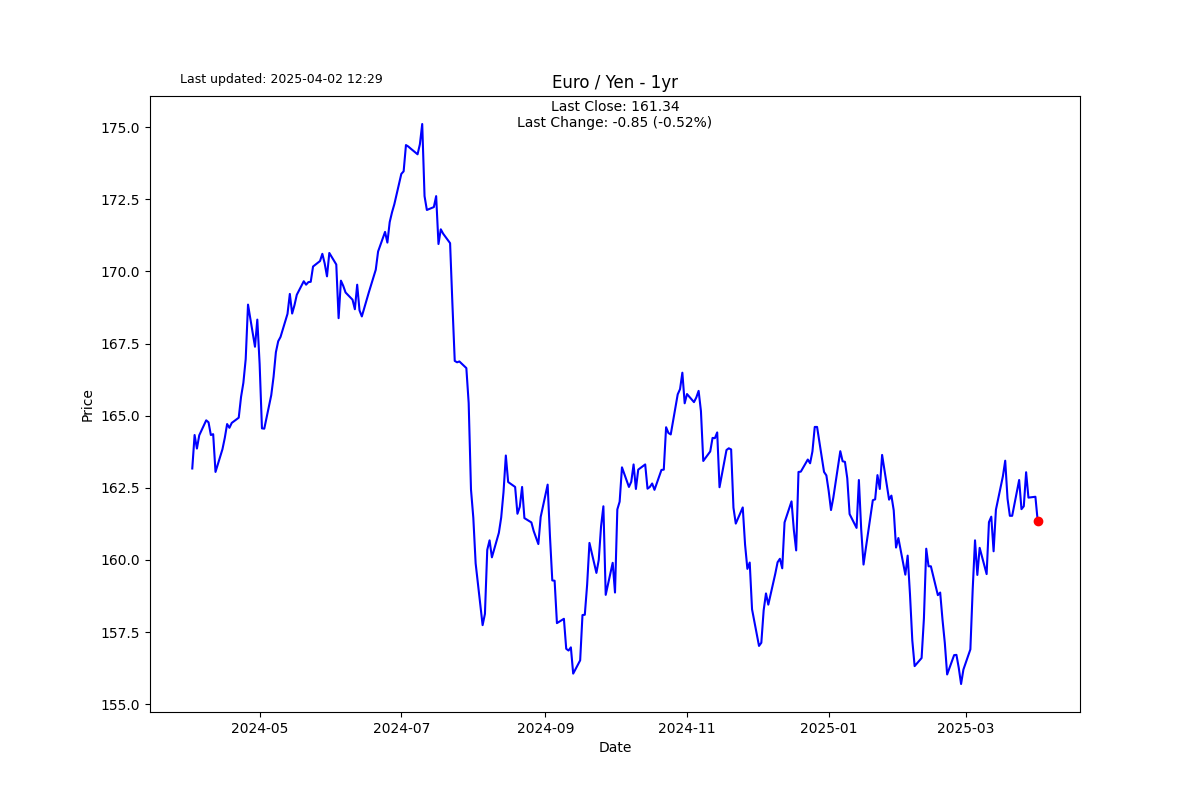 Last updated: 2025-04-02 12:29
Euro / Yen - 1yr
Last Close: 161.34
Last Change: -0.85 (-0.52%)
175.0
172.5
170.0
167.5
165.0
162.5
160.0
157.5
155.0
Price
2024-05 2024-07 2024-09 2024-11 2025-01 2025-03
Date